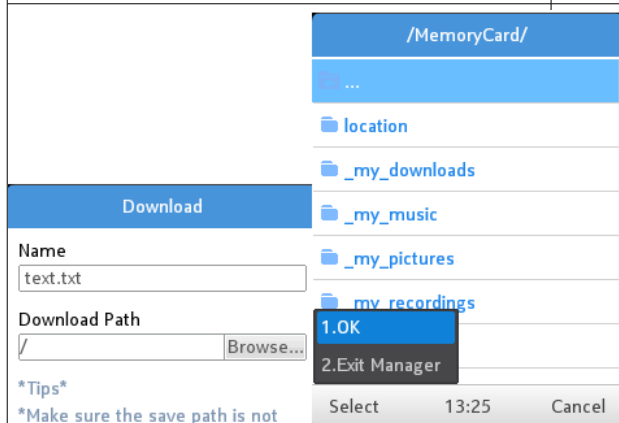 Download
Name
text.txt
Download Path
/
Browse...
*Tips*
*Make sure the save path is not
/MemoryCard/
...
location
_my_downloads
_my_music
_my_pictures
_my_recordings
1.OK
2.Exit Manager
Select 13:25 Cancel